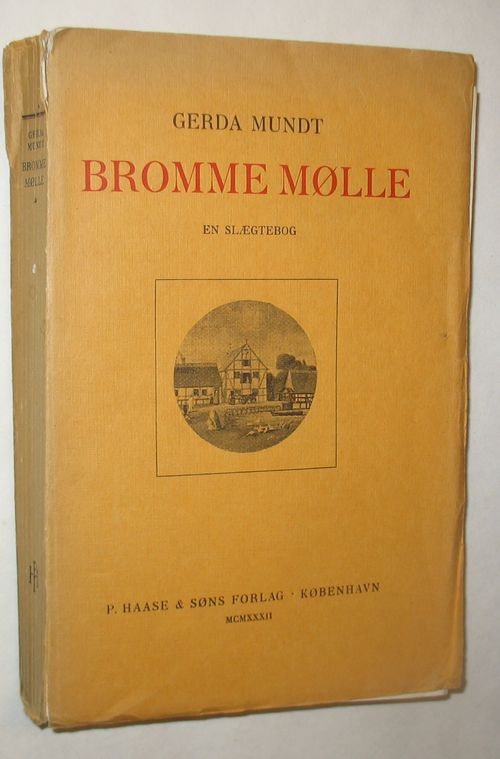 GERDA MUNDT
BROMME MØLLE
EN SLÆGTEBOG
P. HAASE & SØNS FORLAG · KØBENHAVN
MCMXXXII
GERDA
MUNDT
BROMME
MØLLE